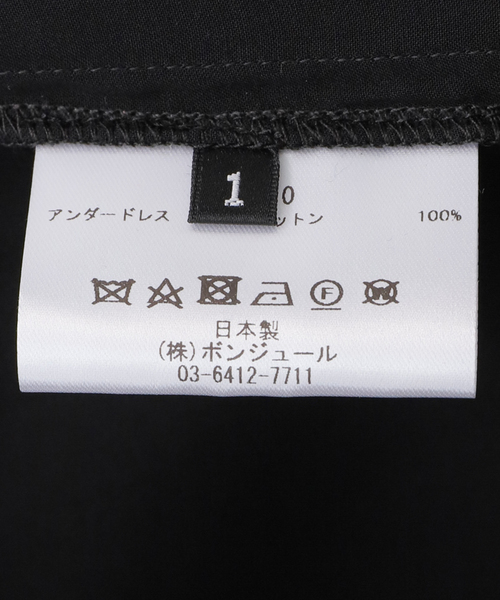 1
0
アンダードレス ットン 100%
日本製
(株)ボンジュール
03-6412-7711